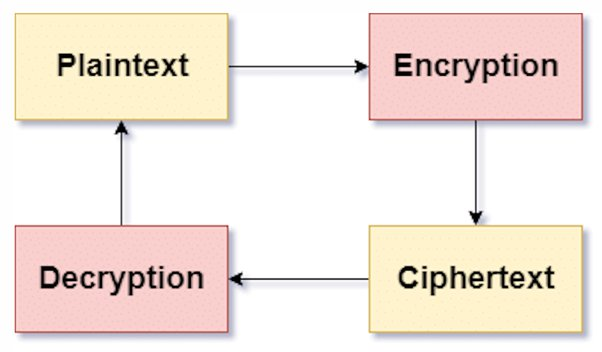 Plaintext
Encryption
Decryption
Ciphertext